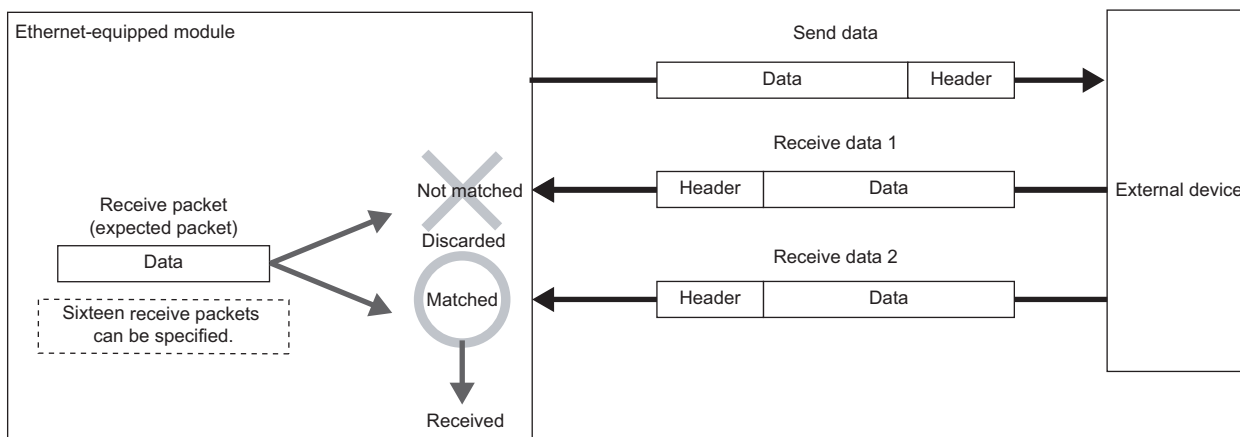 Ethernet-equipped module
Send data
Data
Header
Receive data 1
Header
Data
Not matched
Discarded
External device
Receive packet
(expected packet)
Data
Sixteen receive packets
can be specified.
Receive data 2
Header
Data
Matched
Received